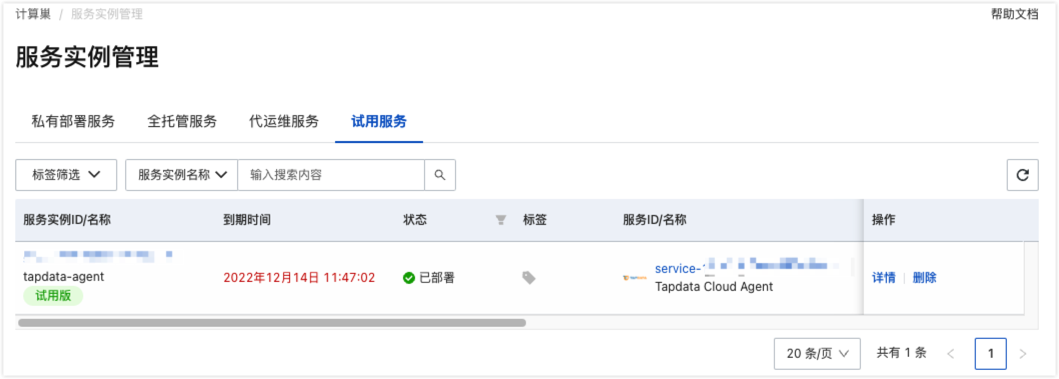 计算巢 / 服务实例管理 帮助文档
服务实例管理
私有部署服务 全托管服务 代运维服务 试用服务
标签筛选 服务实例名称 输入搜索内容
服务实例ID/名称 到期时间 状态 标签 服务ID/名称 操作
tapdata-agent
试用版
2022年12月14日 11:47:02
已部署
service-1
Tapdata Cloud Agent
详情 | 删除
20 条/页 共有 1 条 < 1 >